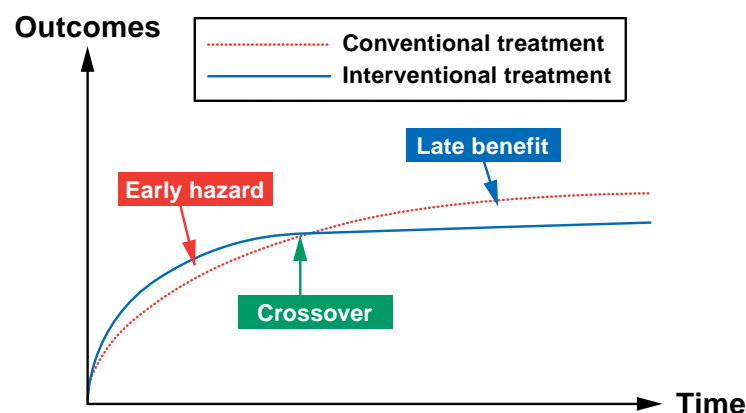 Outcomes
Conventional treatment
Interventional treatment
Late benefit
Early hazard
Crossover
Time